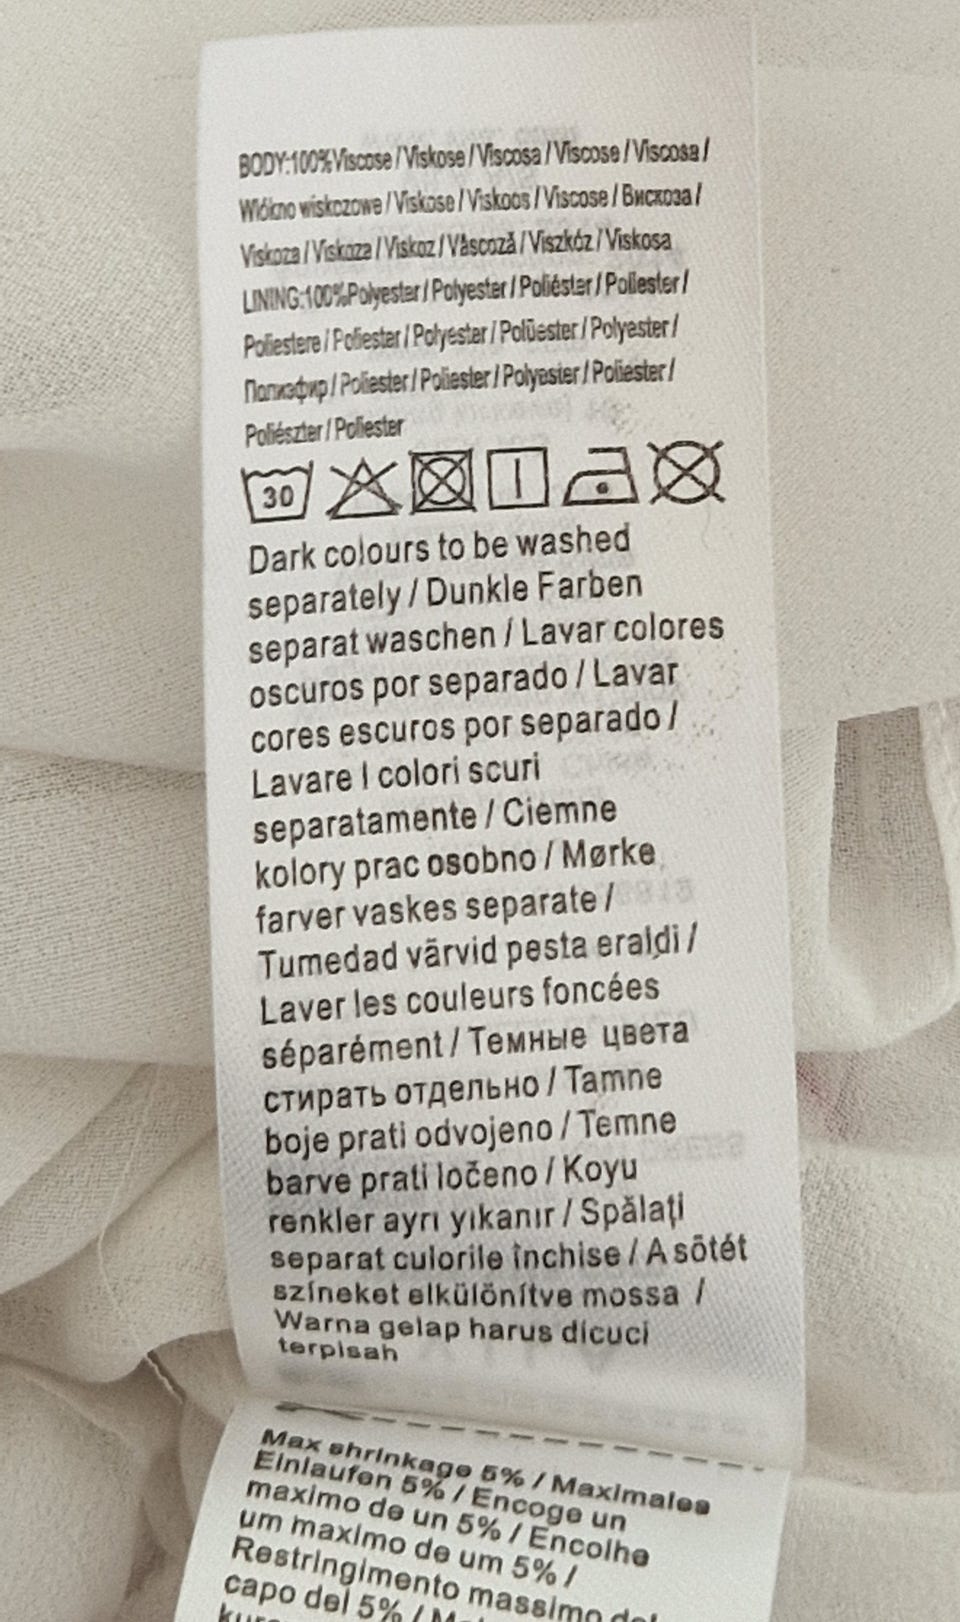 BODY:100%Viscose / Viskose / Viscosa / Viscose / Viscosa /
Włókno wiskozowe / Viskose / Viskoos / Viscose / Вискоза /
Viskoza / Viskoza / Viskoz / Vâscoză / Viszkóz / Viskosa
LINING:100%Polyester / Polyester / Poliéster / Poliester /
Poliestere / Poliester / Polyester / Polüester / Polyester /
Полиэфир / Poliester / Poliester / Polyester / Poliester /
Poliészter / Poliester
30
Dark colours to be washed
separately / Dunkle Farben
separat waschen / Lavar colores
oscuros por separado / Lavar
cores escuros por separado /
Lavare I colori scuri
separatamente / Ciemne
kolory prac osobno / Mørke
farver vaskes separate /
Tumedad värvid pesta eraldi /
Laver les couleurs foncées
séparément / Темные цвета
стирать отдельно / Tamne
boje prati odvojeno / Temne
barve prati ločeno / Koyu
renkler ayrı yıkanır / Spălați
separat culorile închise / A sötét
színeket elkülönítve mossa /
Warna gelap harus dicuci
terpisah
Max shrinkage 5% / Maximales
Einlaufen 5% / Encoge un
maximo de un 5% / Encolhe
um maximo de um 5% /
Restringimento massimo del
capo del 5% /